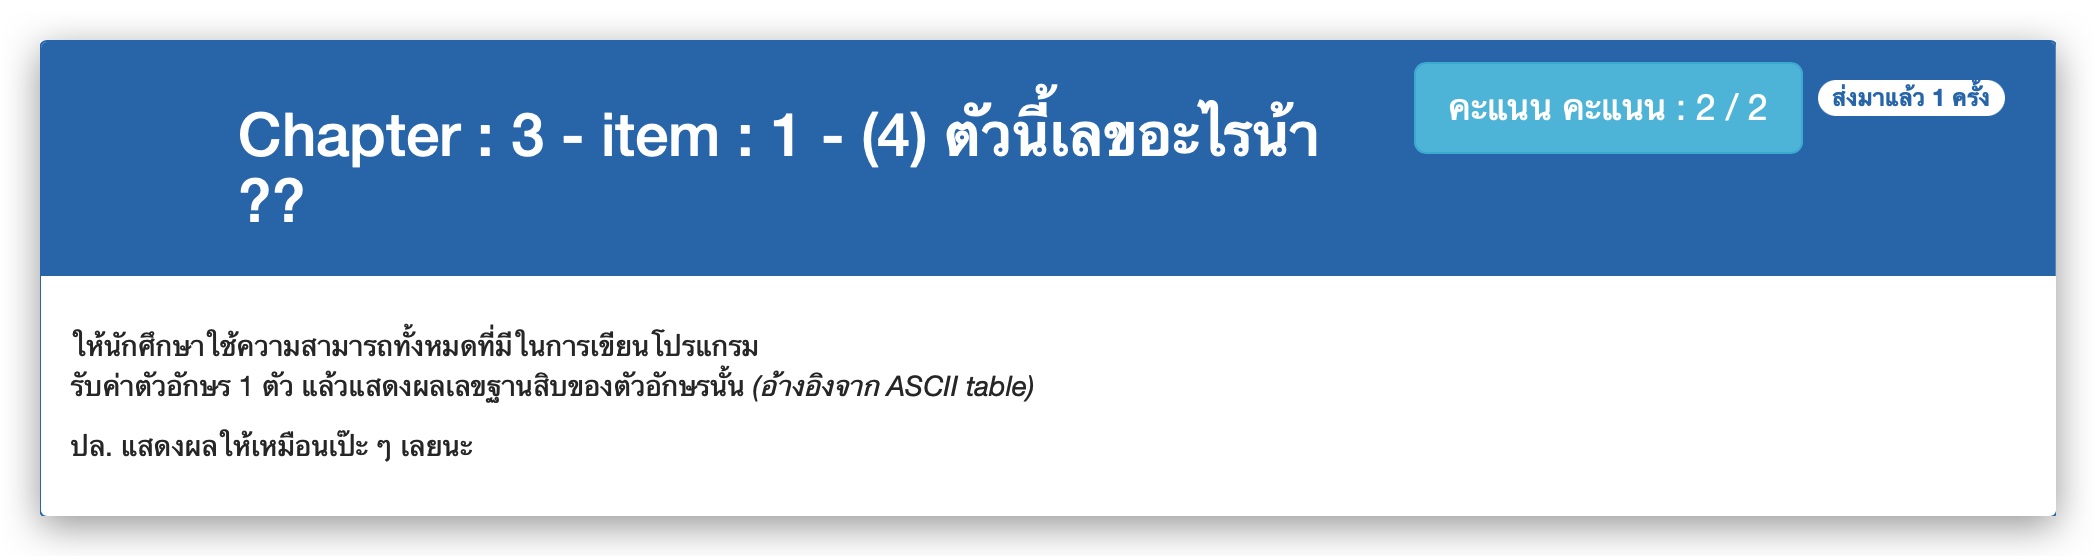 Chapter : 3 - item : 1 - (4) ตัวนี้เลขอะไรน้า
??
คะแนน คะแนน : 2 / 2
ส่งมาแล้ว 1 ครั้ง
ให้นักศึกษาใช้ความสามารถทั้งหมดที่มีในการเขียนโปรแกรม
รับค่าตัวอักษร 1 ตัว แล้วแสดงผลเลขฐานสิบของตัวอักษรนั้น (อ้างอิงจาก ASCII table)
ปล. แสดงผลให้เหมือนเป๊ะ ๆ เลยนะ